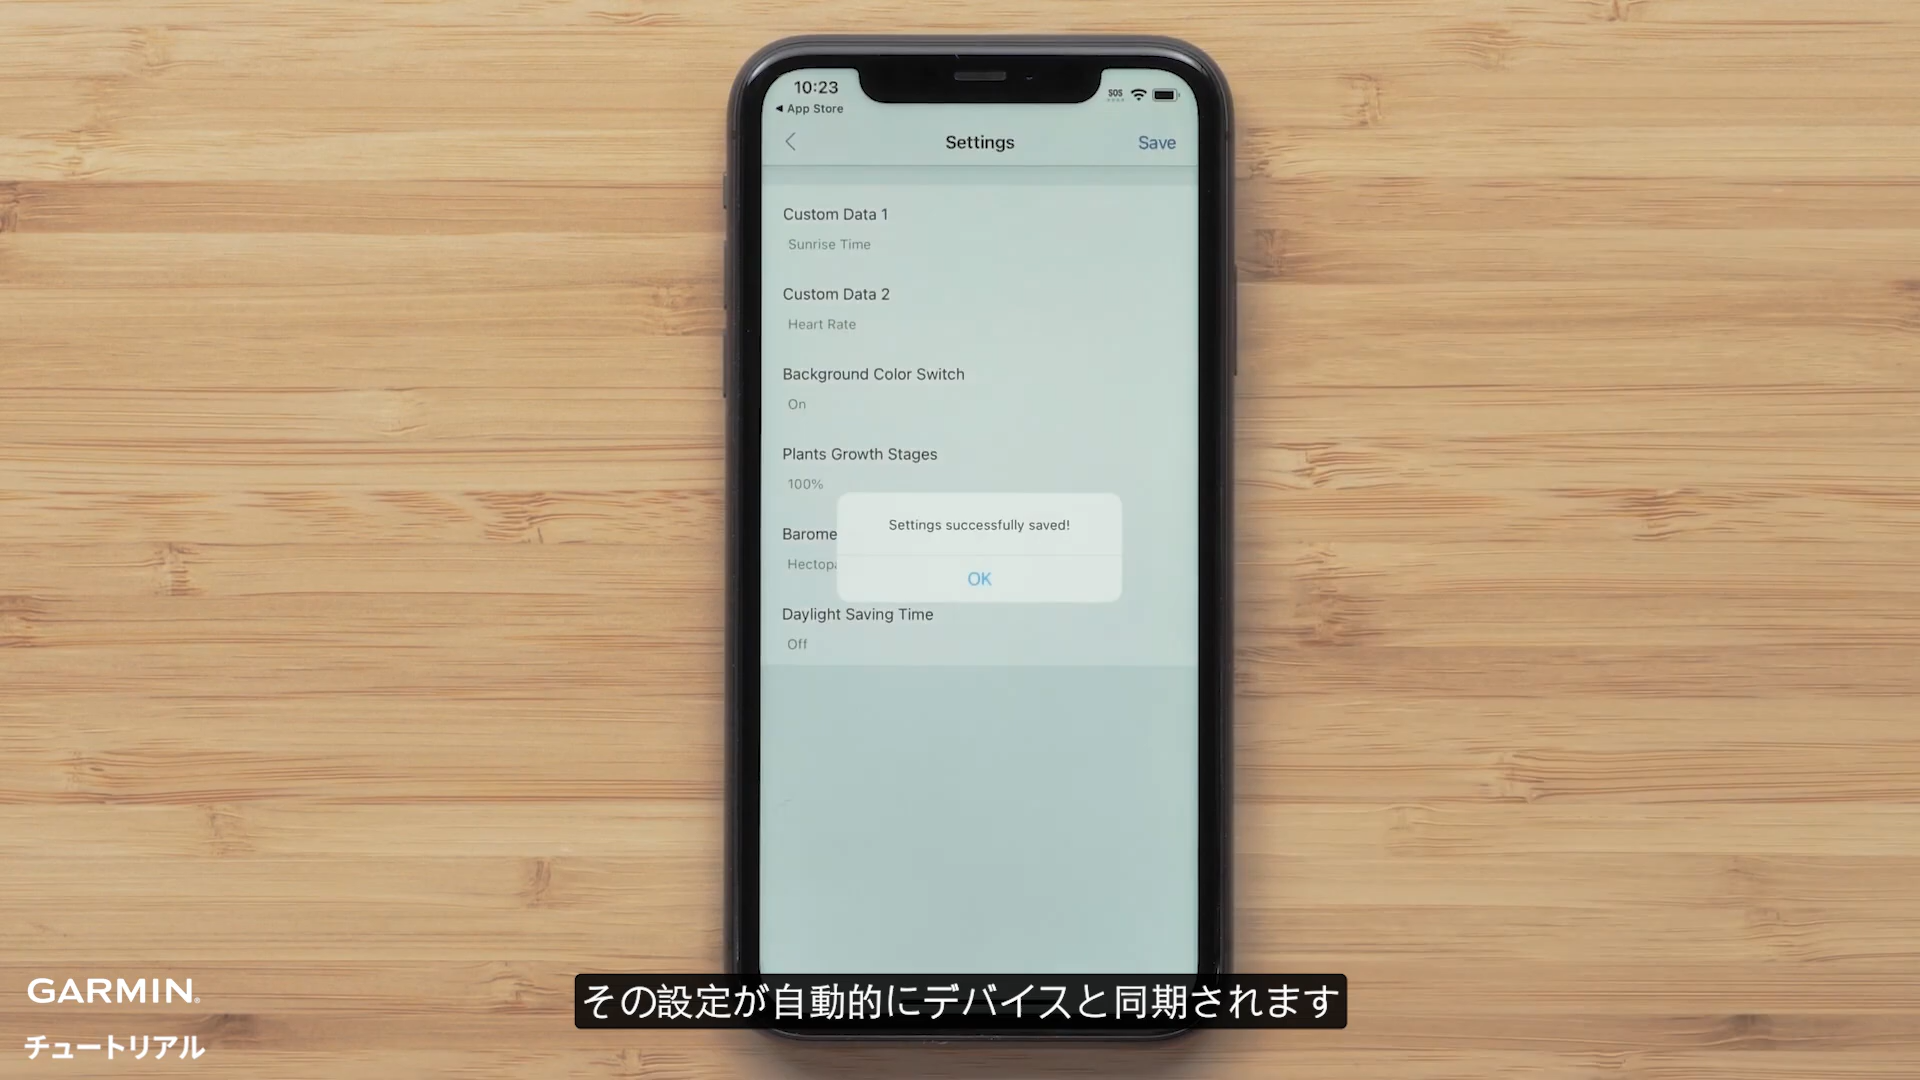 10:23
SOS
◀ App Store
Settings
Save
Custom Data 1
Sunrise Time
Custom Data 2
Heart Rate
Background Color Switch
On
Plants Growth Stages
100%
Settings successfully saved!
Barome
Hectopa
OK
Daylight Saving Time
Off
その設定が自動的にデバイスと同期されます
GARMIN
チュートリアル